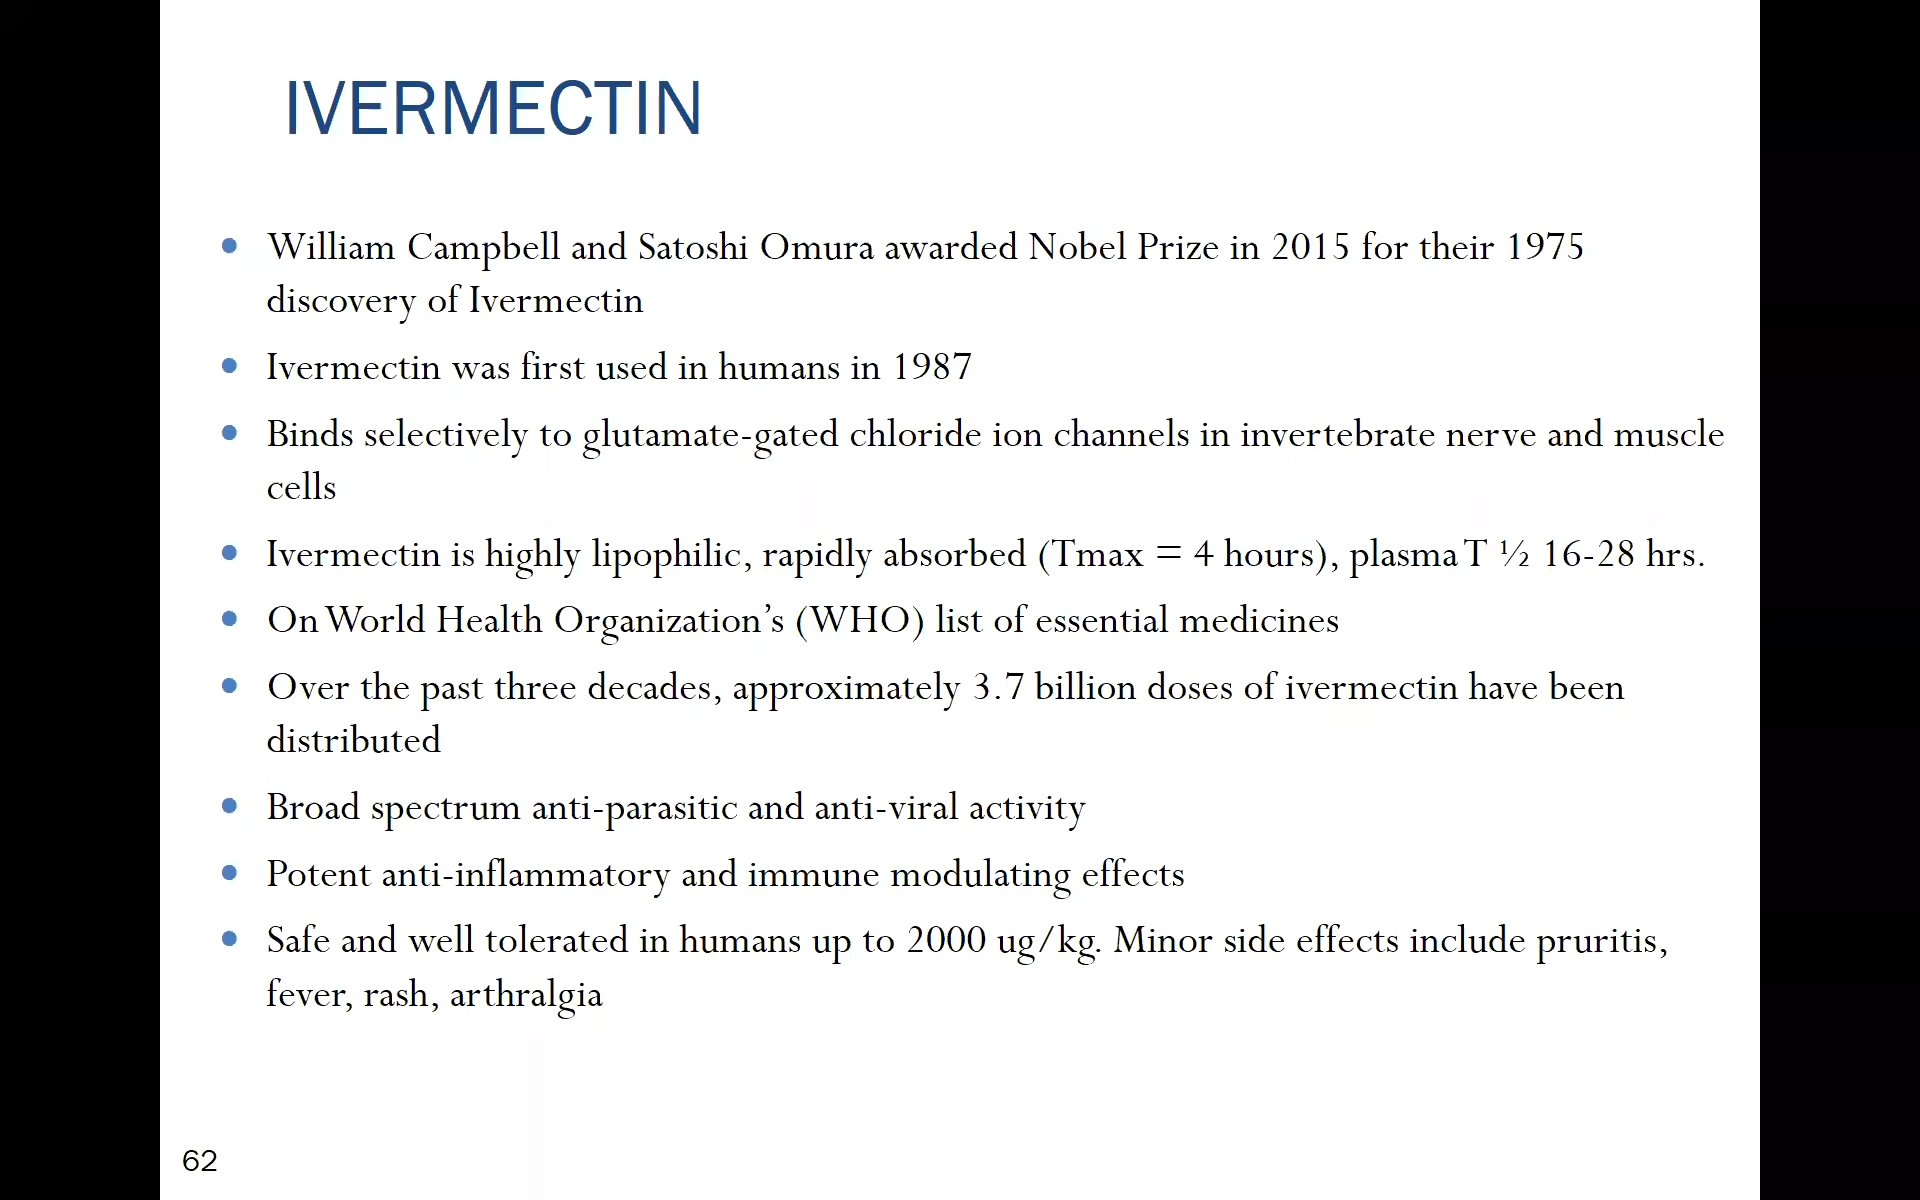 IVERMECTIN
• William Campbell and Satoshi Omura awarded Nobel Prize in 2015 for their 1975
discovery of Ivermectin
• Ivermectin was first used in humans in 1987
• Binds selectively to glutamate-gated chloride ion channels in invertebrate nerve and muscle
cells
• Ivermectin is highly lipophilic, rapidly absorbed (Tmax = 4 hours), plasma T ½ 16-28 hrs.
• On World Health Organization’s (WHO) list of essential medicines
• Over the past three decades, approximately 3.7 billion doses of ivermectin have been
distributed
• Broad spectrum anti-parasitic and anti-viral activity
• Potent anti-inflammatory and immune modulating effects
• Safe and well tolerated in humans up to 2000 ug/kg. Minor side effects include pruritis,
fever, rash, arthralgia
62